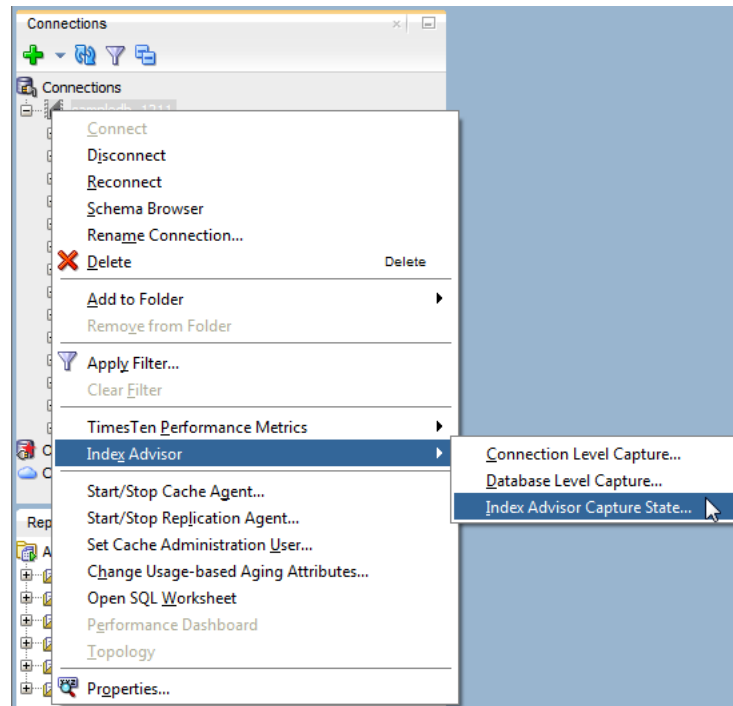 Connections
Connections
Connect
Disconnect
Reconnect
Schema Browser
Rename Connection...
Delete Delete
Add to Folder
Remove from Folder
Apply Filter...
Clear Filter
TimesTen Performance Metrics
Index Advisor
Connection Level Capture...
Database Level Capture...
Index Advisor Capture State...
Start/Stop Cache Agent...
Start/Stop Replication Agent...
Set Cache Administration User...
Change Usage-based Aging Attributes...
Open SQL Worksheet
Performance Dashboard
Topology
Properties...